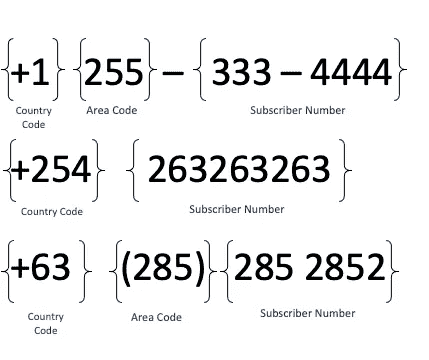 {+1} {255} – {333 – 4444}
Country Code Area Code Subscriber Number
{+254} {263263263}
Country Code Subscriber Number
{+63} {(285)} {285 2852}
Country Code Area Code Subscriber Number